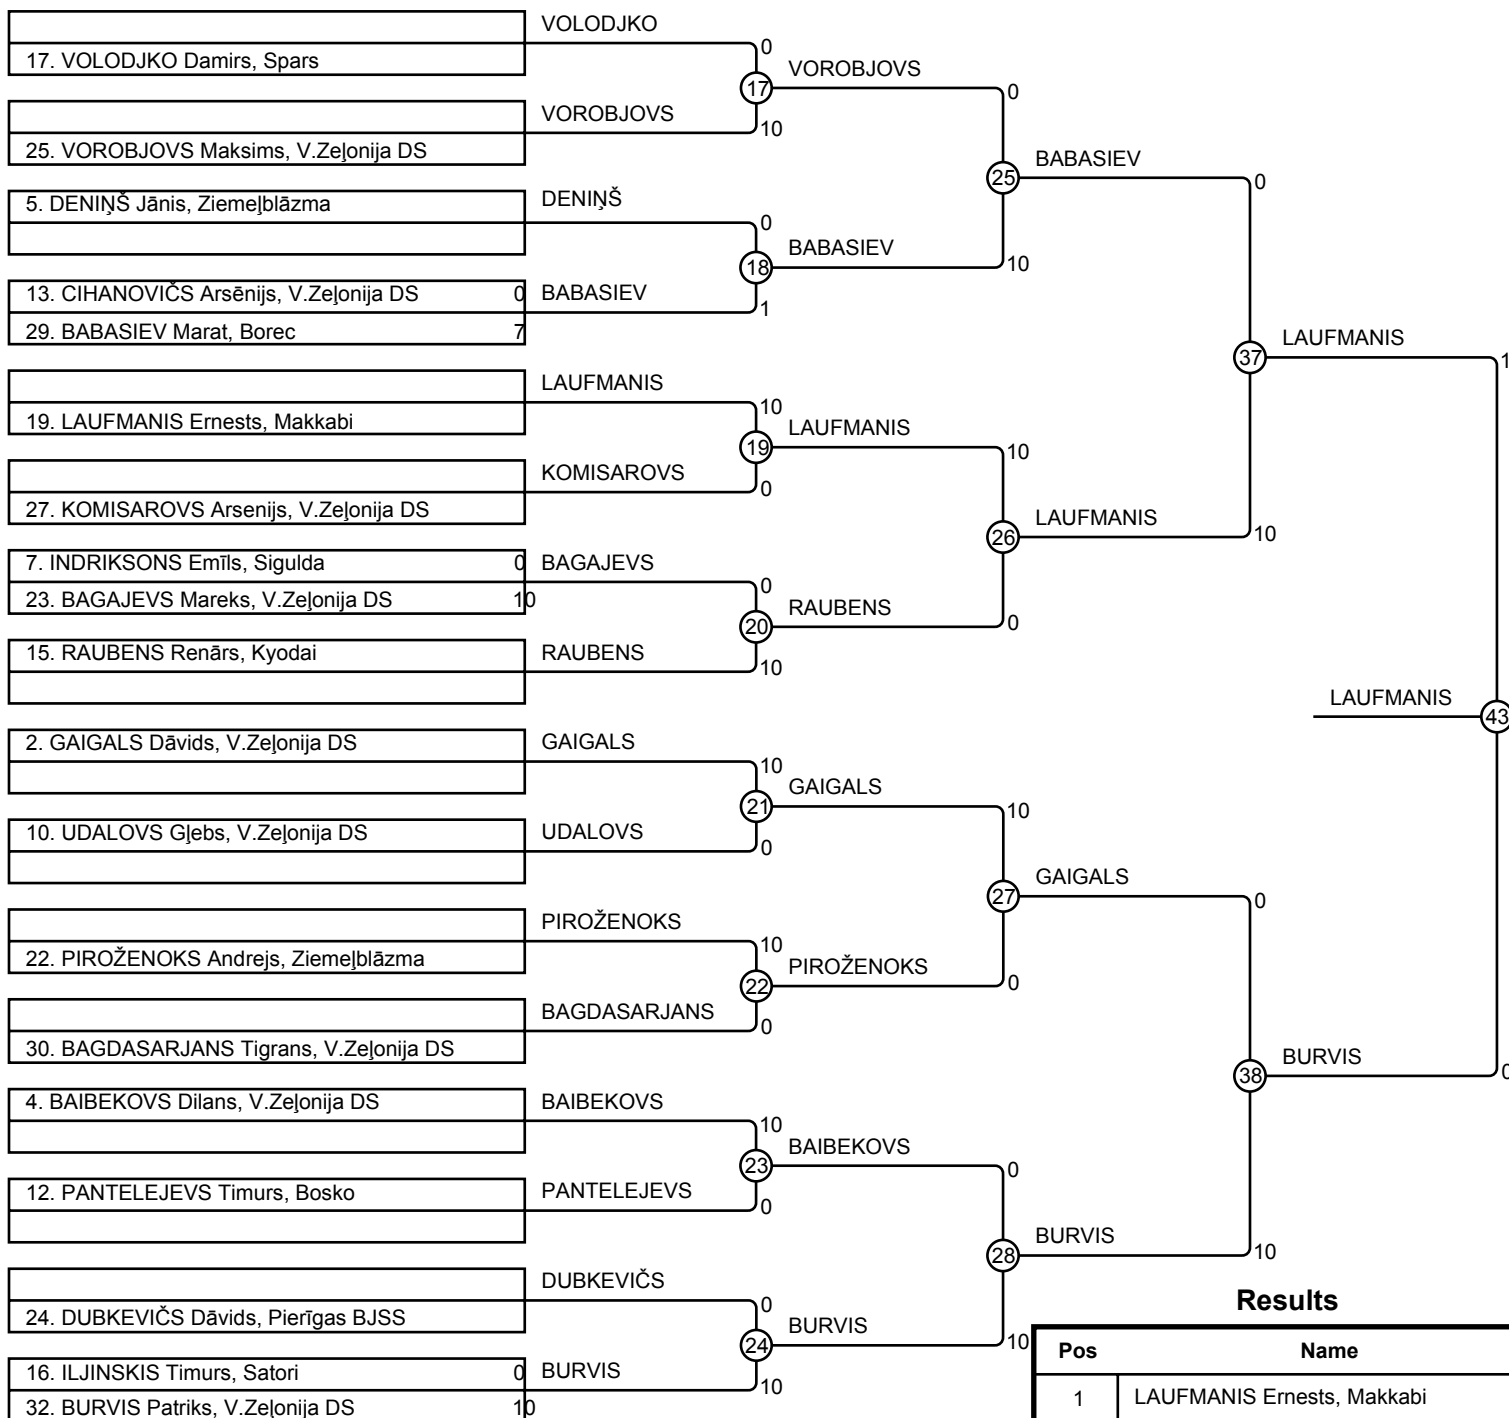 VOLODJKO
17. VOLODJKO Damirs, Spars
0
17
VOROBJOVS
10
VOROBJOVS
25. VOROBJOVS Maksims, V.Zeļonija DS
0
25
BABASIEV
10
5. DENIŅŠ Jānis, Ziemeļblāzma
DENIŅŠ
0
18
BABASIEV
1
13. CIHANOVIČS Arsēnijs, V.Zeļonija DS 0
BABASIEV
29. BABASIEV Marat, Borec 7
0
37
LAUFMANIS
10
LAUFMANIS
19. LAUFMANIS Ernests, Makkabi
10
19
LAUFMANIS
0
KOMISAROVS
27. KOMISAROVS Arsenijs, V.Zeļonija DS
10
26
LAUFMANIS
0
7. INDRIKSONS Emīls, Sigulda 0
BAGAJEVS
23. BAGAJEVS Mareks, V.Zeļonija DS 10
0
20
RAUBENS
10
15. RAUBENS Renārs, Kyodai
RAUBENS
1
LAUFMANIS
43
0
2. GAIGALS Dāvids, V.Zeļonija DS
GAIGALS
10
21
GAIGALS
0
10. UDALOVS Gļebs, V.Zeļonija DS
UDALOVS
10
27
GAIGALS
0
PIROŽENOKS
22. PIROŽENOKS Andrejs, Ziemeļblāzma
10
22
PIROŽENOKS
0
BAGDASARJANS
30. BAGDASARJANS Tigrans, V.Zeļonija DS
0
38
BURVIS
10
4. BAIBEKOVS Dilans, V.Zeļonija DS
BAIBEKOVS
10
23
BAIBEKOVS
0
12. PANTELEJEVS Timurs, Bosko
PANTELEJEVS
0
28
BURVIS
10
DUBKEVIČS
24. DUBKEVIČS Dāvids, Pierīgas BJSS
0
24
BURVIS
10
16. ILJINSKIS Timurs, Satori 0
BURVIS
32. BURVIS Patriks, V.Zeļonija DS 10
Results
Pos Name
1 LAUFMANIS Ernests, Makkabi